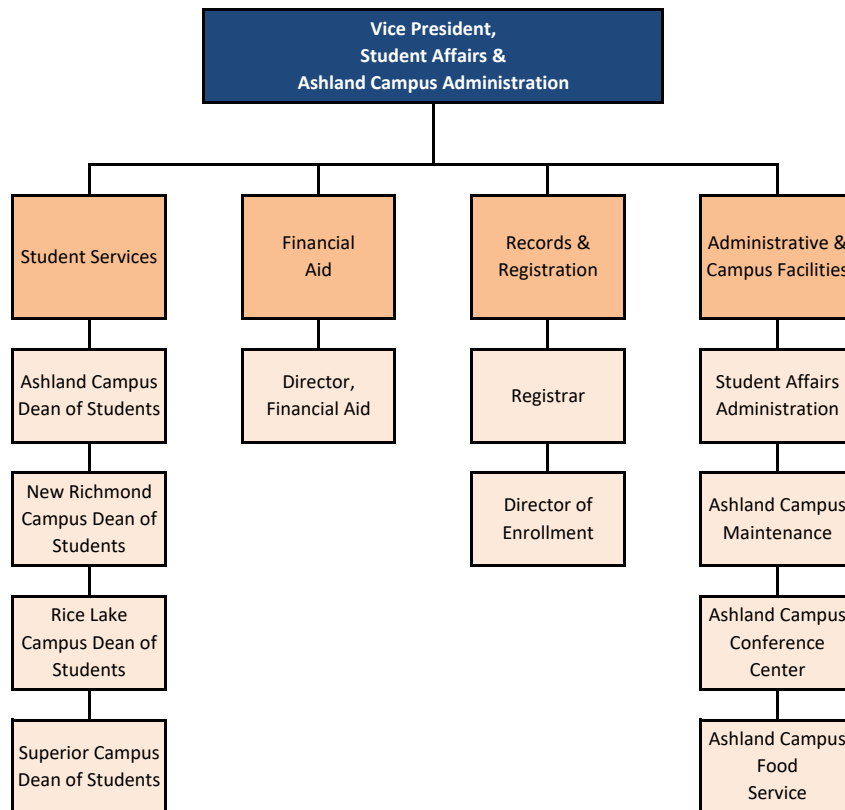 Vice President,
Student Affairs &
Ashland Campus Administration
Student Services
Financial
Aid
Records &
Registration
Administrative &
Campus Facilities
Ashland Campus
Dean of Students
Director,
Financial Aid
Registrar
Student Affairs
Administration
New Richmond
Campus Dean of
Students
Director of
Enrollment
Ashland Campus
Maintenance
Rice Lake
Campus Dean of
Students
Ashland Campus
Conference
Center
Superior Campus
Dean of Students
Ashland Campus
Food
Service